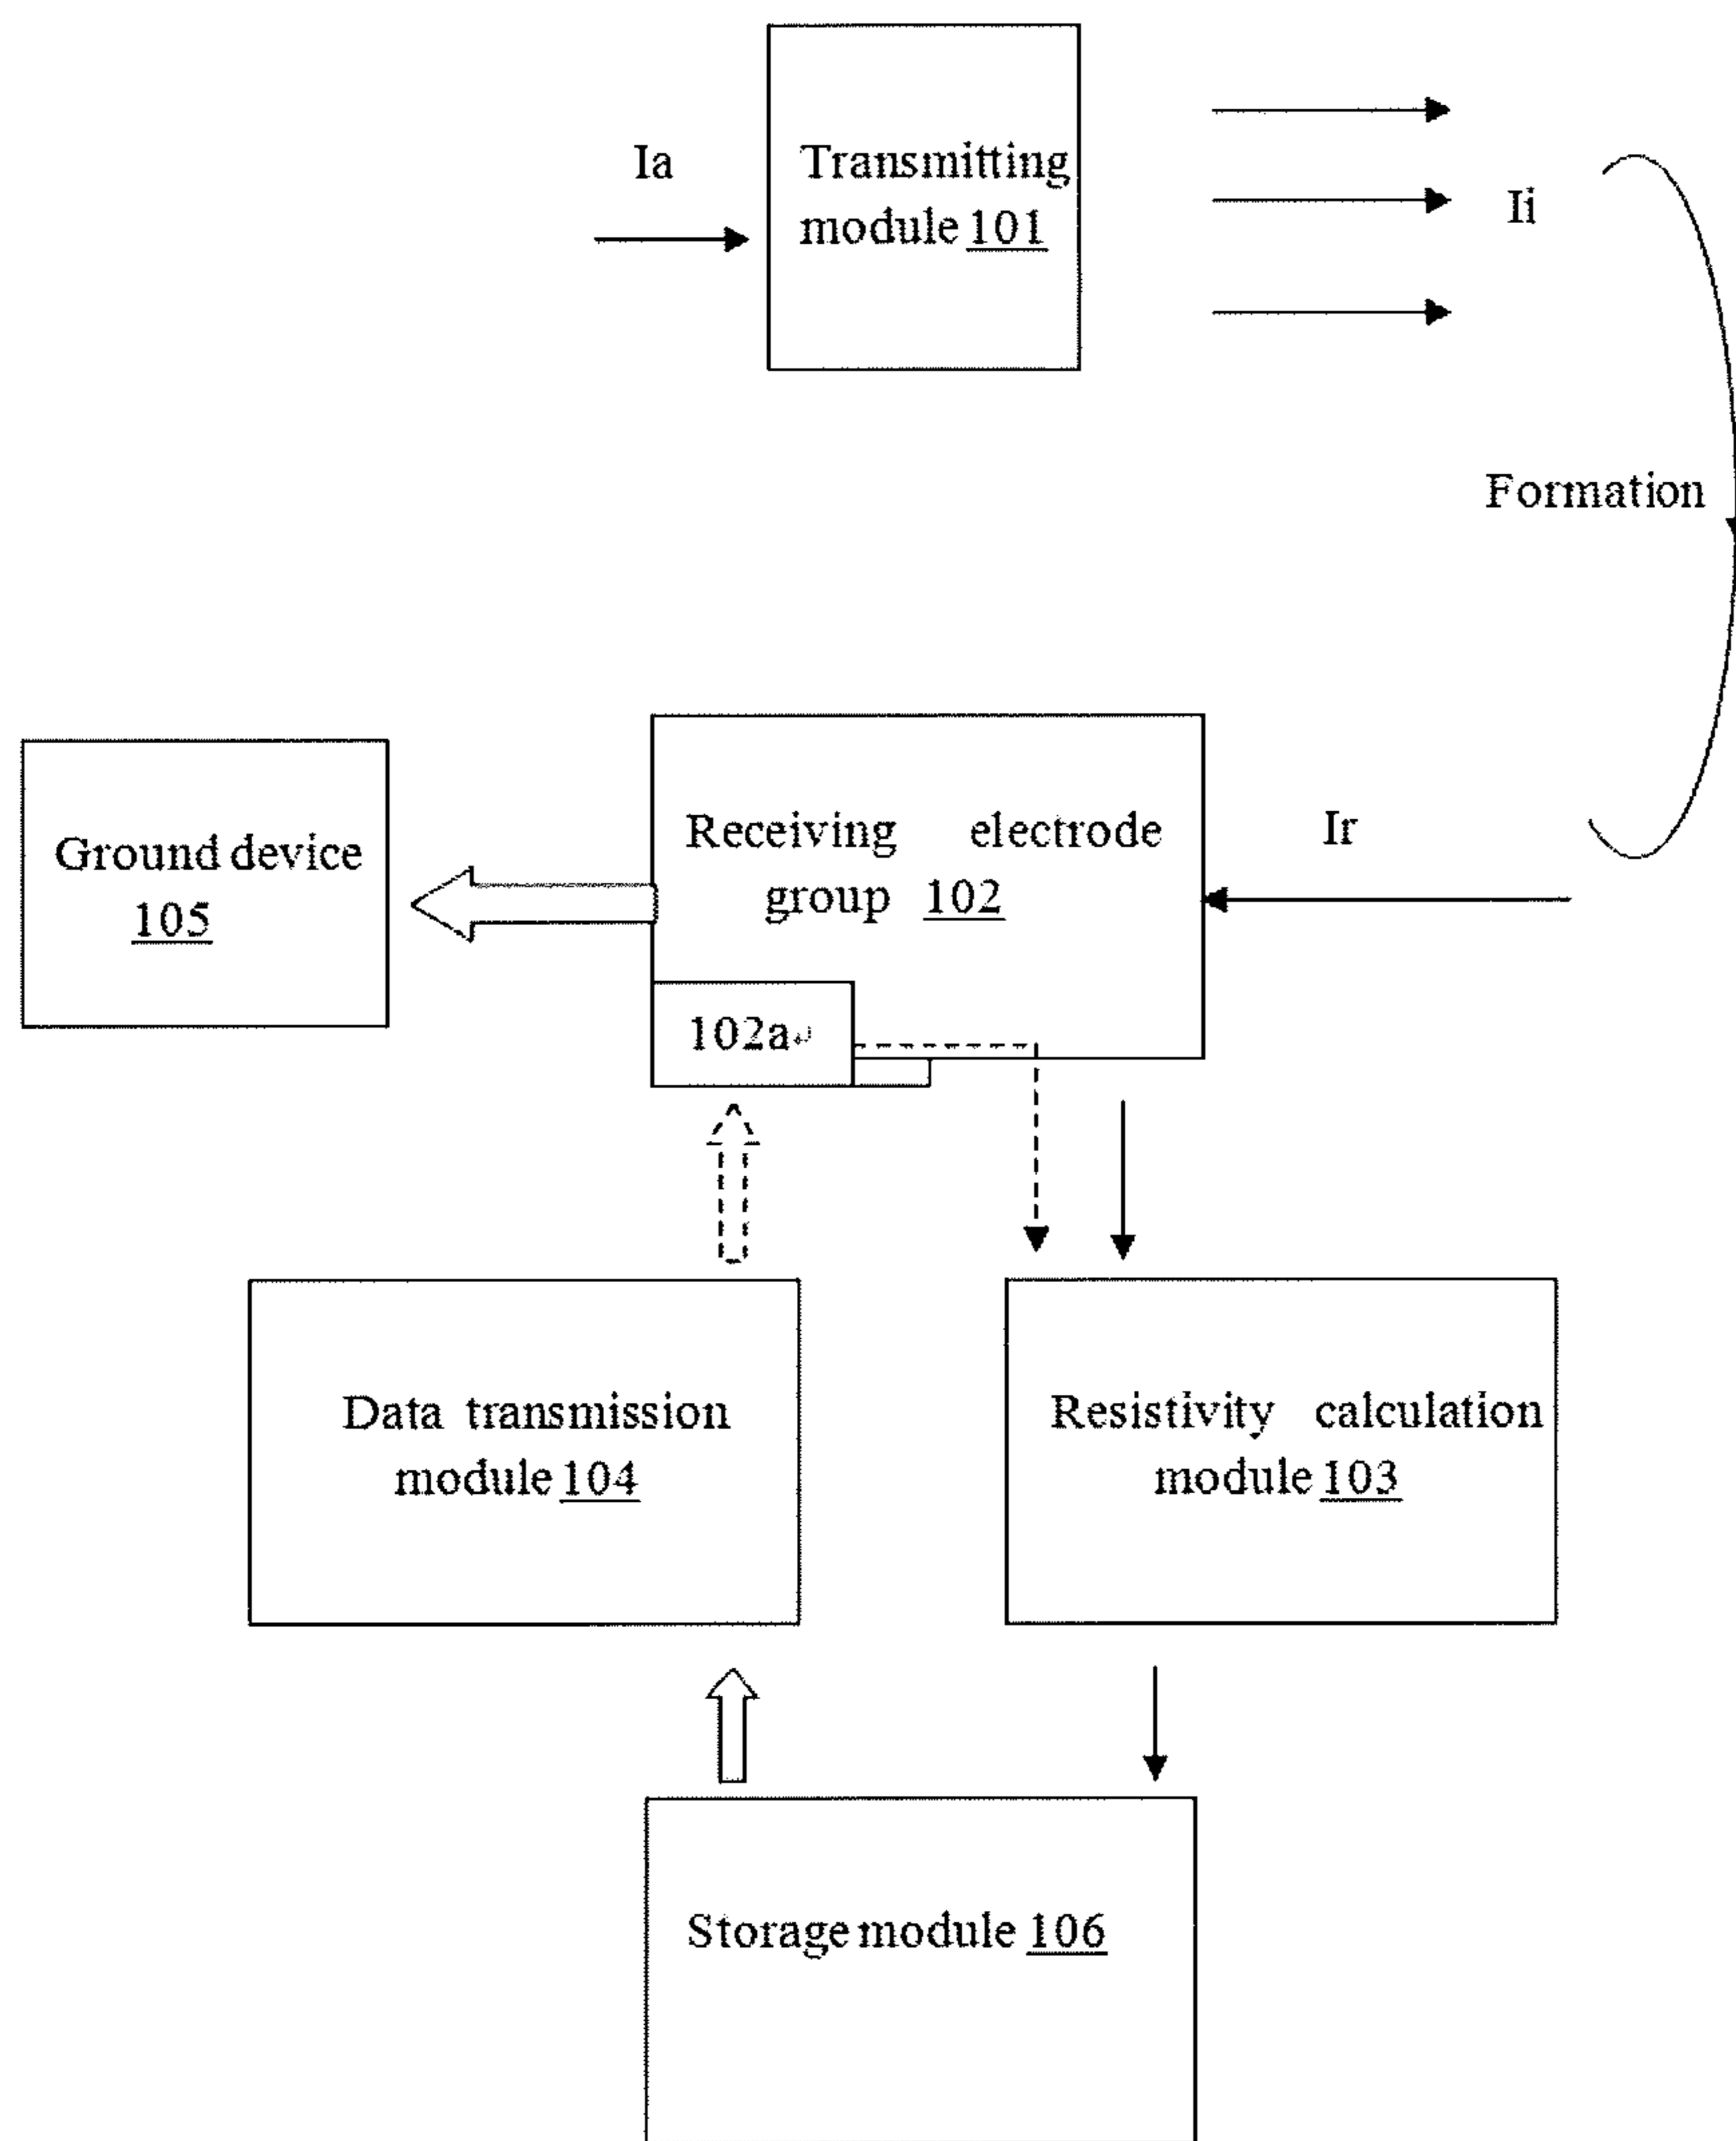 Ia
Transmitting
module 101
Ii
Formation
Ground device
105
Receiving electrode
group 102
Ir
102a↵
Data transmission
module 104
Resistivity calculation
module 103
Storage module 106